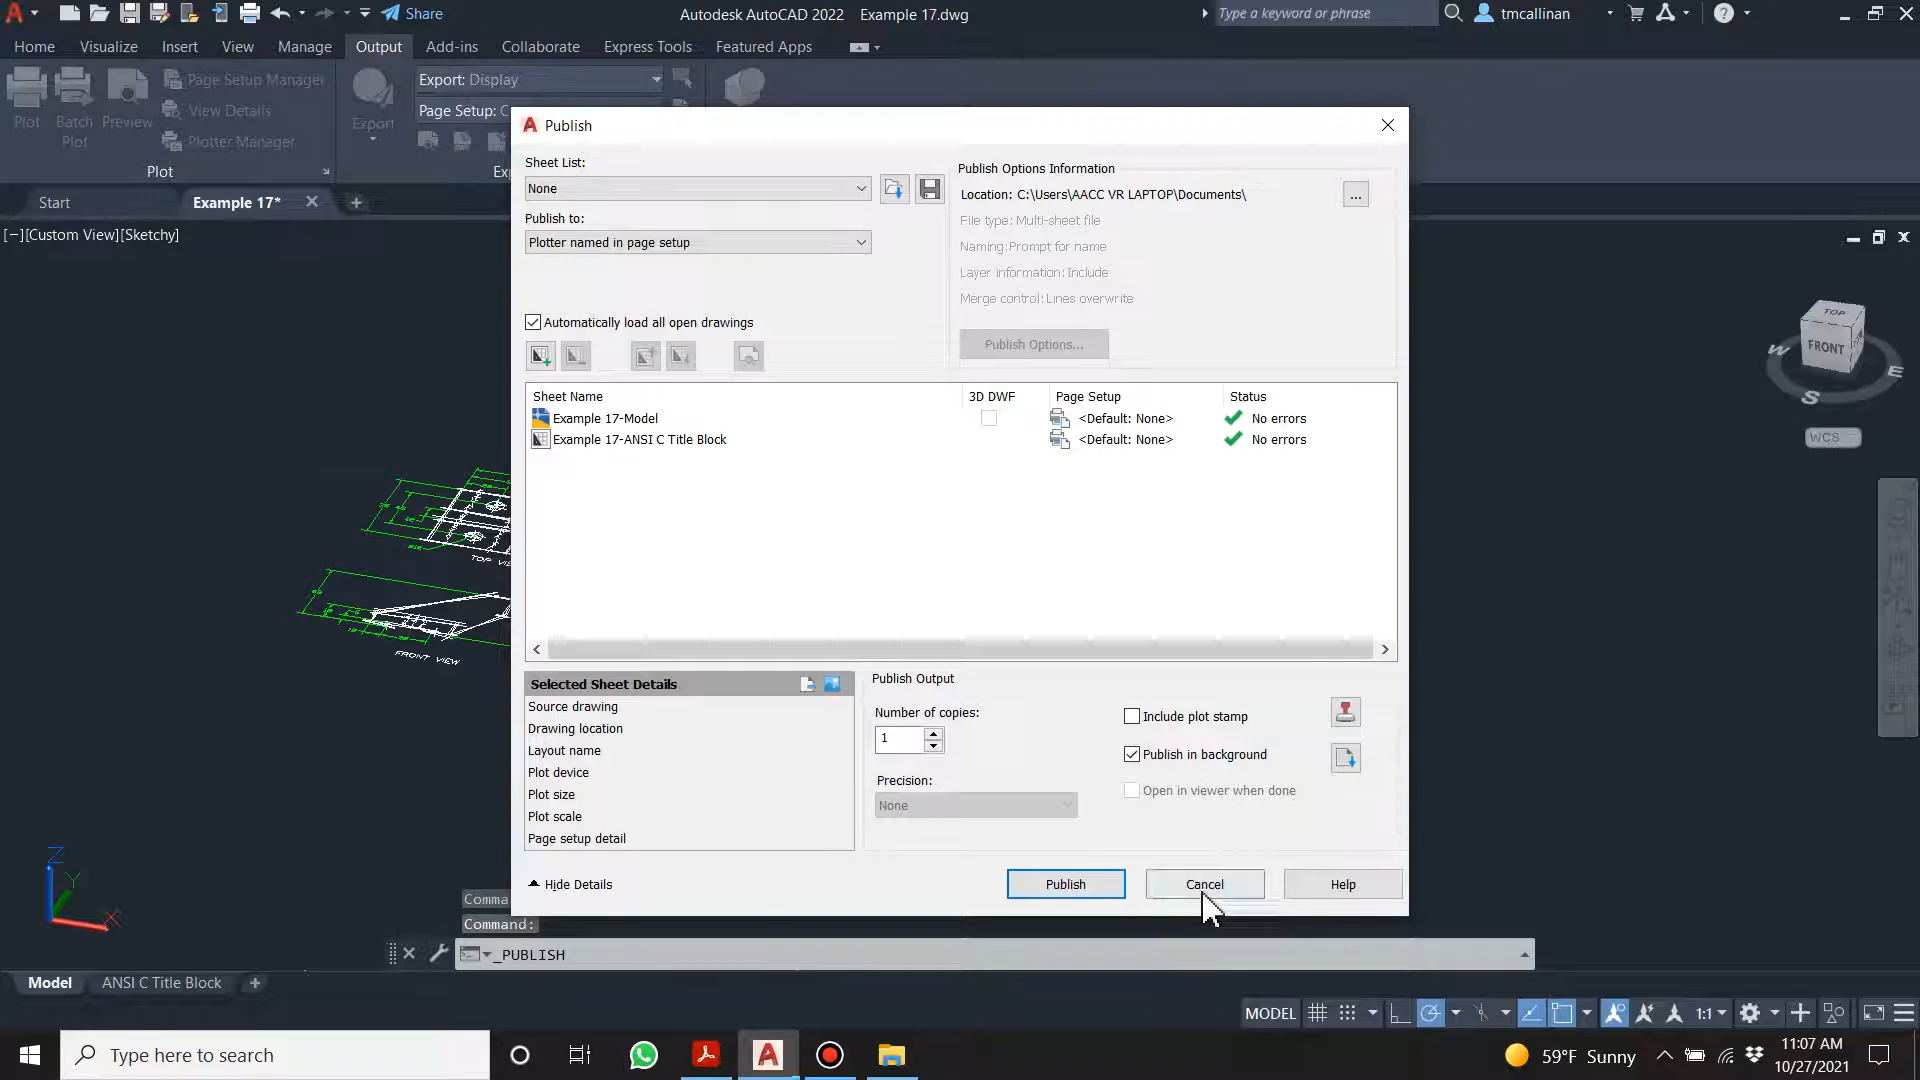 Share
Autodesk AutoCAD 2022 Example 17.dwg
Type a keyword or phrase
tmcallinan
Home Visualize Insert View Manage Output Add-ins Collaborate Express Tools Featured Apps
Plot
Batch Plot
Preview
Page Setup Manager
View Details
Plotter Manager
Export
Export: Display
Page Setup: C
Plot
Start
Example 17*
[−][Custom View][Sketchy]
Publish
Sheet List:
None
Publish to:
Plotter named in page setup
Automatically load all open drawings
Publish Options Information
Location: C:\Users\AACC VR LAPTOP\Documents\
...
File type: Multi-sheet file
Naming:Prompt for name
Layer information:Include
Merge control:Lines overwrite
Publish Options...
Sheet Name 3D DWF Page Setup Status
Example 17-Model <Default: None> No errors
Example 17-ANSI C Title Block <Default: None> No errors
Selected Sheet Details
Source drawing
Drawing location
Layout name
Plot device
Plot size
Plot scale
Page setup detail
Hide Details
Publish Output
Number of copies:
1
Precision:
None
Include plot stamp
Publish in background
Open in viewer when done
Publish
Cancel
Help
TOP
FRONT
W
E
S
WCS
FRONT VIEW
Z
Y
X
Comma
Command:
_PUBLISH
Model
ANSI C Title Block
MODEL
1:1
Type here to search
59°F Sunny
11:07 AM
10/27/2021